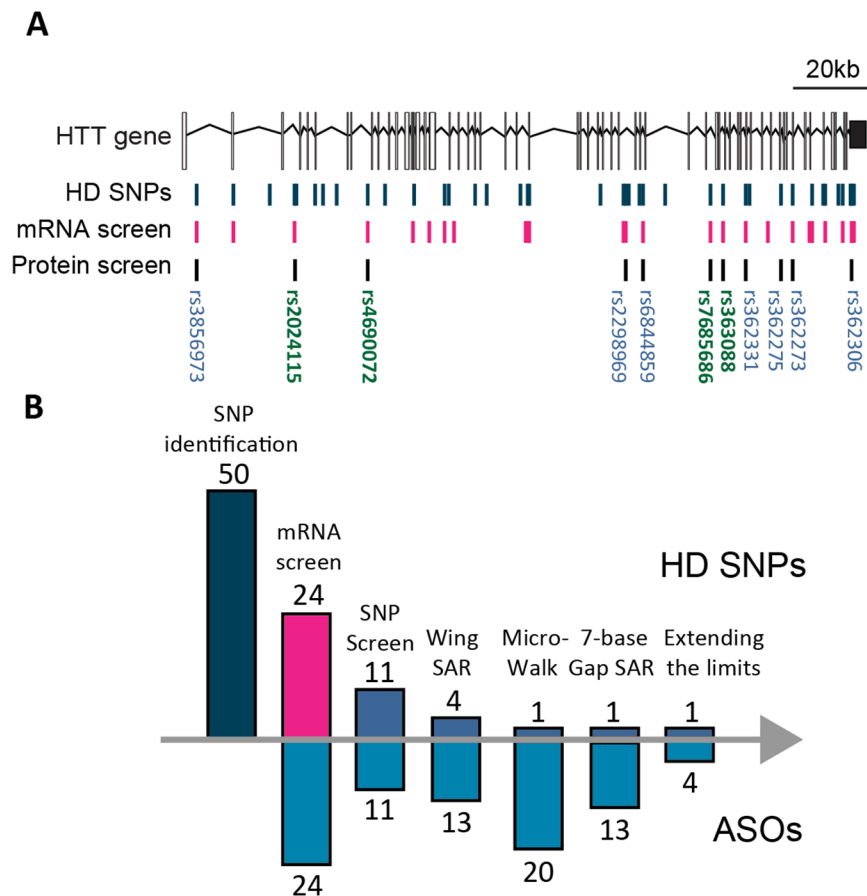 A
20kb
HTT gene
HD SNPs
mRNA screen
Protein screen
rs3856973
rs2024115
rs4690072
rs2298969
rs6844859
rs7685686
rs363088
rs362331
rs362275
rs362273
rs362306
B
SNP
identification
50
mRNA
screen
24
SNP
Screen
11
Wing
SAR
4
Micro-
Walk
1
7-base
Gap SAR
1
Extending
the limits
1
HD SNPs
24
11
13
20
13
4
ASOs